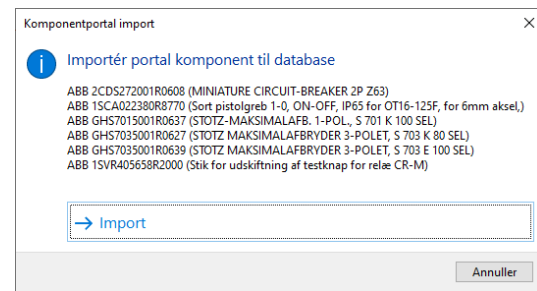 Komponentportal import
Importér portal komponent til database
ABB 2CDS272001R0608 (MINIATURE CIRCUIT-BREAKER 2P Z63)
ABB 1SCA022380R8770 (Sort pistolgreb 1-0, ON-OFF, IP65 for OT16-125F, for 6mm aksel,)
ABB GHS7015001R0637 (STOTZ-MAKSIMALAFB. 1-POL., S 701 K 100 SEL)
ABB GHS7035001R0627 (STOTZ MAKSIMALAFBRYDER 3-POLET, S 703 K 80 SEL)
ABB GHS7035001R0639 (STOTZ MAKSIMALAFBRYDER 3-POLET, S 703 E 100 SEL)
ABB 1SVR405658R2000 (Stik for udskiftning af testknap for relæ CR-M)
Import
Annuller